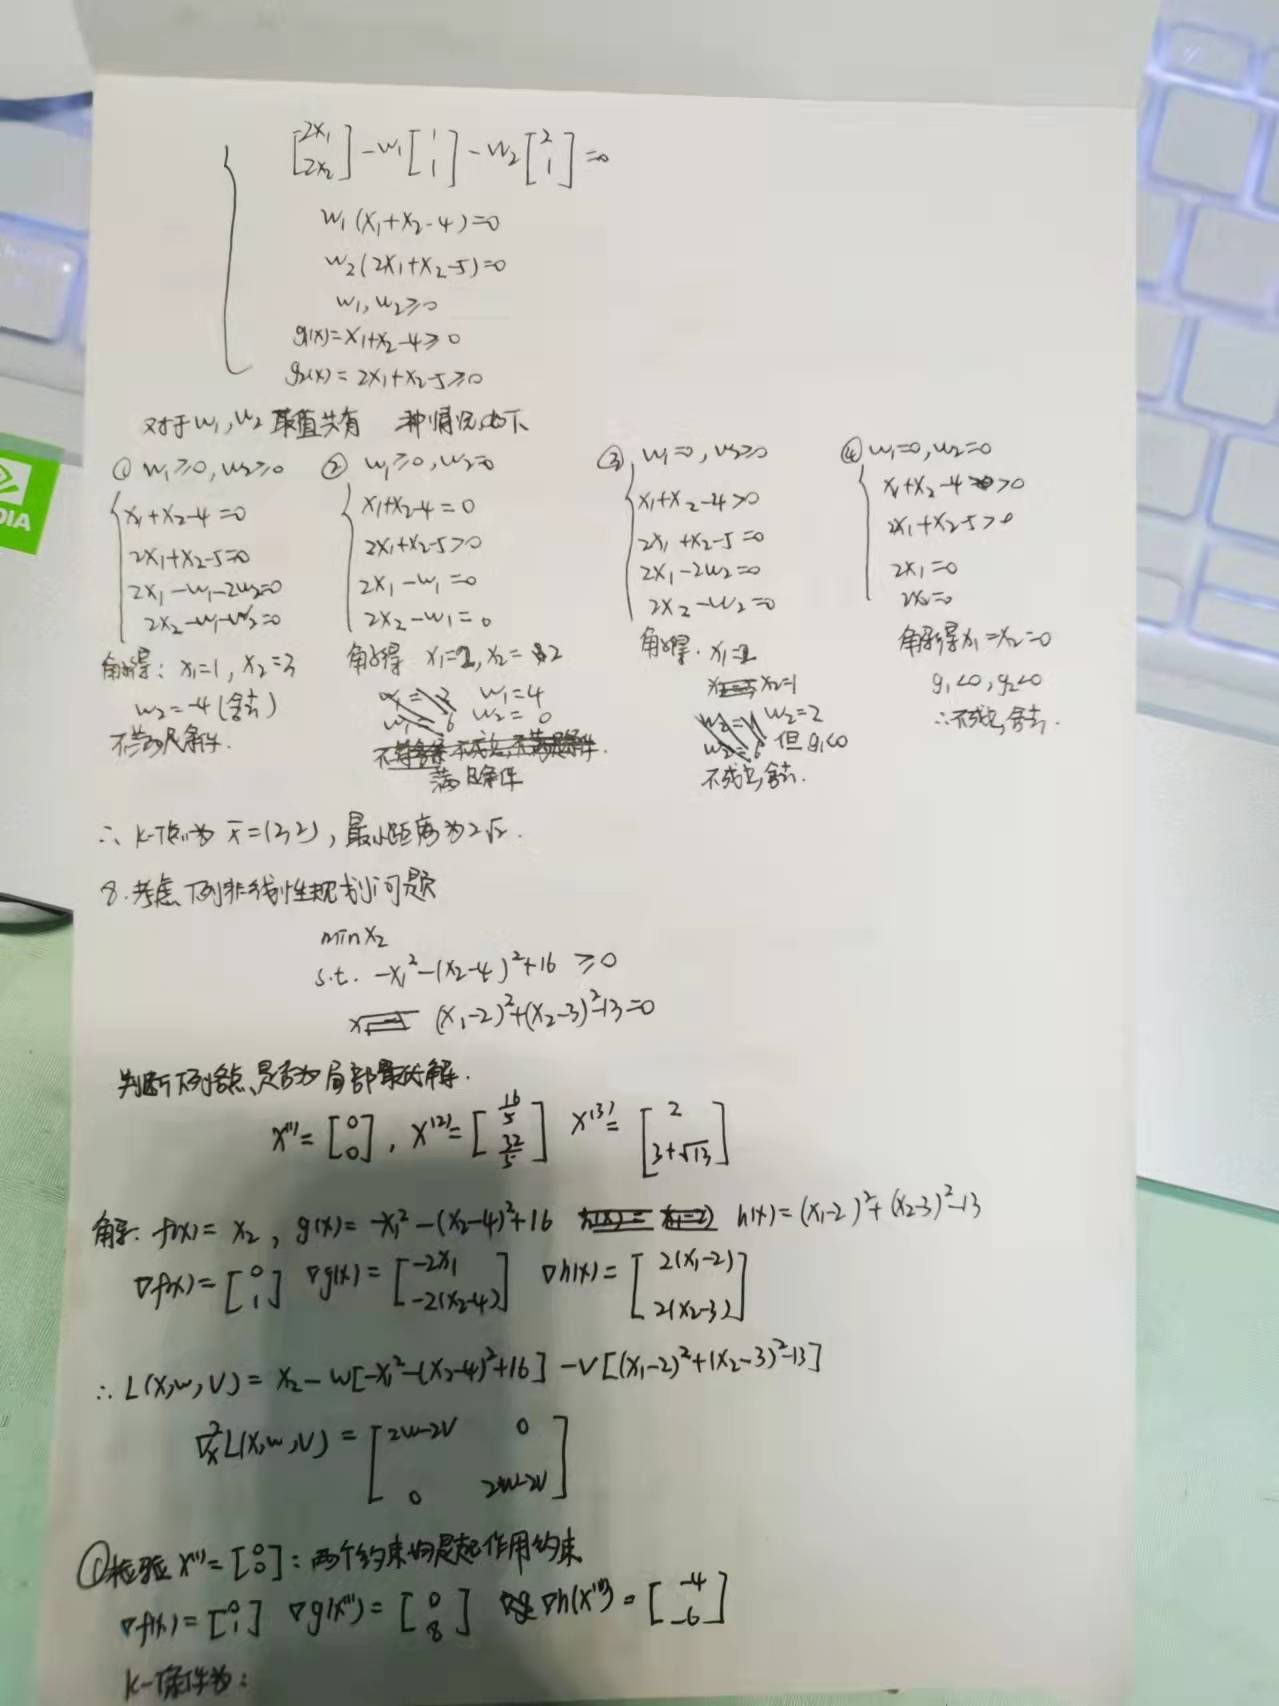 [2x₁ 2x₂] - w₁[1 1] - w₂[2 1] = 0
w₁(x₁+x₂-4)=0
w₂(2x₁+x₂-5)=0
w₁, w₂≥0
g₁(x)=x₁+x₂-4≥0
g₂(x)=2x₁+x₂-5≥0
对于w₁,w₂取值共有 种情况如下
① w₁≥0, w₂≥0
x₁+x₂-4=0
2x₁+x₂-5=0
2x₁-w₁-2w₂=0
2x₂-w₁-w₂=0
解得: x₁=1, x₂=3
w₂=-4(舍去)
不满足条件.
② w₁≥0, w₂=0
x₁+x₂-4=0
2x₁+x₂-5>0
2x₁-w₁=0
2x₂-w₁=0
解得 x₁=2, x₂=2
w₁=4
w₂=0
满足条件
③ w₁=0, w₂≥0
x₁+x₂-4>0
2x₁+x₂-5=0
2x₁-2w₂=0
2x₂-w₂=0
解得. x₁=2
x₂=1
w₂=2
但g₁<0
不成立,舍去.
④ w₁=0, w₂=0
x₁+x₂-4>0
2x₁+x₂-5>0
2x₁=0
2x₂=0
解得x₁=x₂=0
g₁<0, g₂<0
∴不成立,舍去.
∴ K-T点为 x̄=(2,2), 最小距离为2√2.
8.考虑下列非线性规划问题
min x₂
s.t. -x₁²-(x₂-4)²+16 ≥0
(x₁-2)²+(x₂-3)²-13=0
判断下列各点是否为局部最优解.
x⁽¹⁾=[0 0], x⁽²⁾=[16/5 32/5] x⁽³⁾=[2 3+√13]
解: f(x)=x₂, g(x)=-x₁²-(x₂-4)²+16 h(x)=(x₁-2)²+(x₂-3)²-13
∇f(x)=[0 1] ∇g(x)=[-2x₁ -2(x₂-4)] ∇h(x)=[2(x₁-2) 2(x₂-3)]
∴ L(x,w,v)= x₂-w[-x₁²-(x₂-4)²+16]-v[(x₁-2)²+(x₂-3)²-13]
∇²ₓL(x,w,v)=[2w-2v 0 0 2w-2v]
①检验x⁽¹⁾=[0 0]: 两个约束均是起作用约束
∇f(x)=[0 1] ∇g(x⁽¹⁾)=[0 8] ∇h(x⁽¹⁾)=[-4 -6]
K-T条件为:
DIA